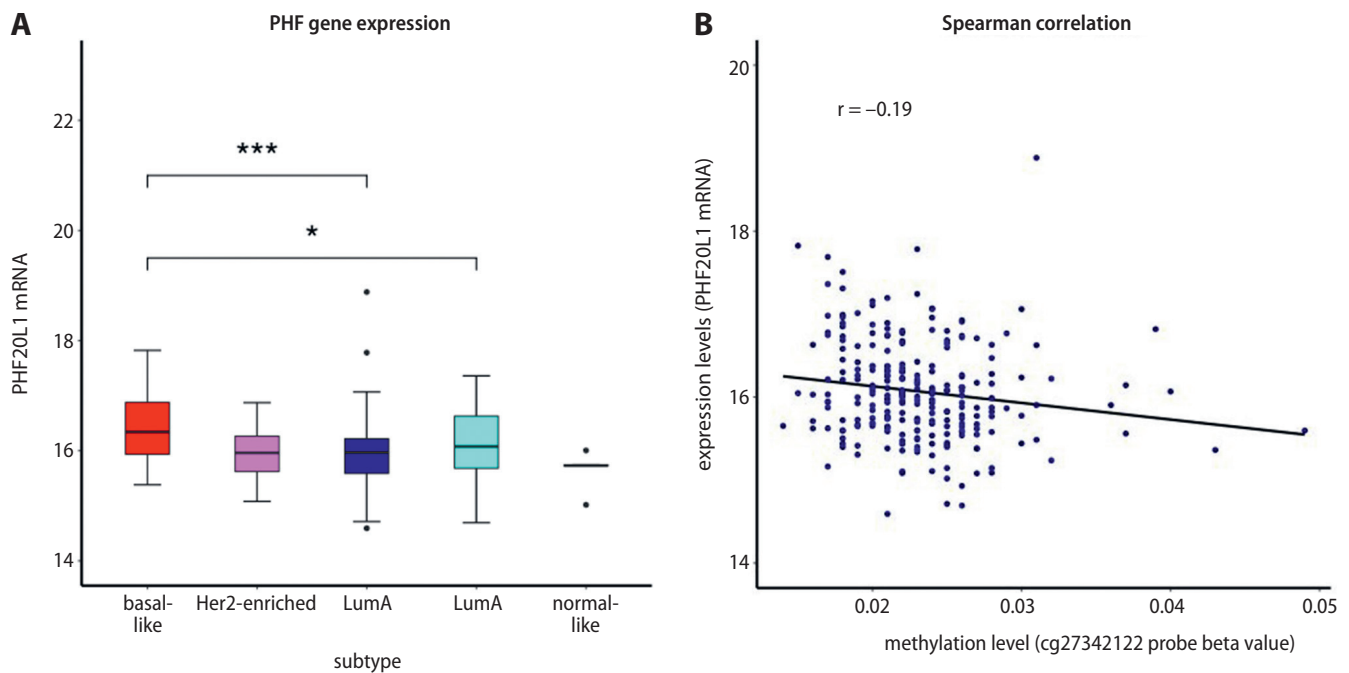 A
PHF gene expression
PHF20L1 mRNA
22
20
18
16
14
***
*
basal-
like
Her2-enriched
LumA
LumA
normal-
like
subtype
B
Spearman correlation
expression levels (PHF20L1 mRNA)
20
18
16
14
r = –0.19
0.02
0.03
0.04
0.05
methylation level (cg27342122 probe beta value)